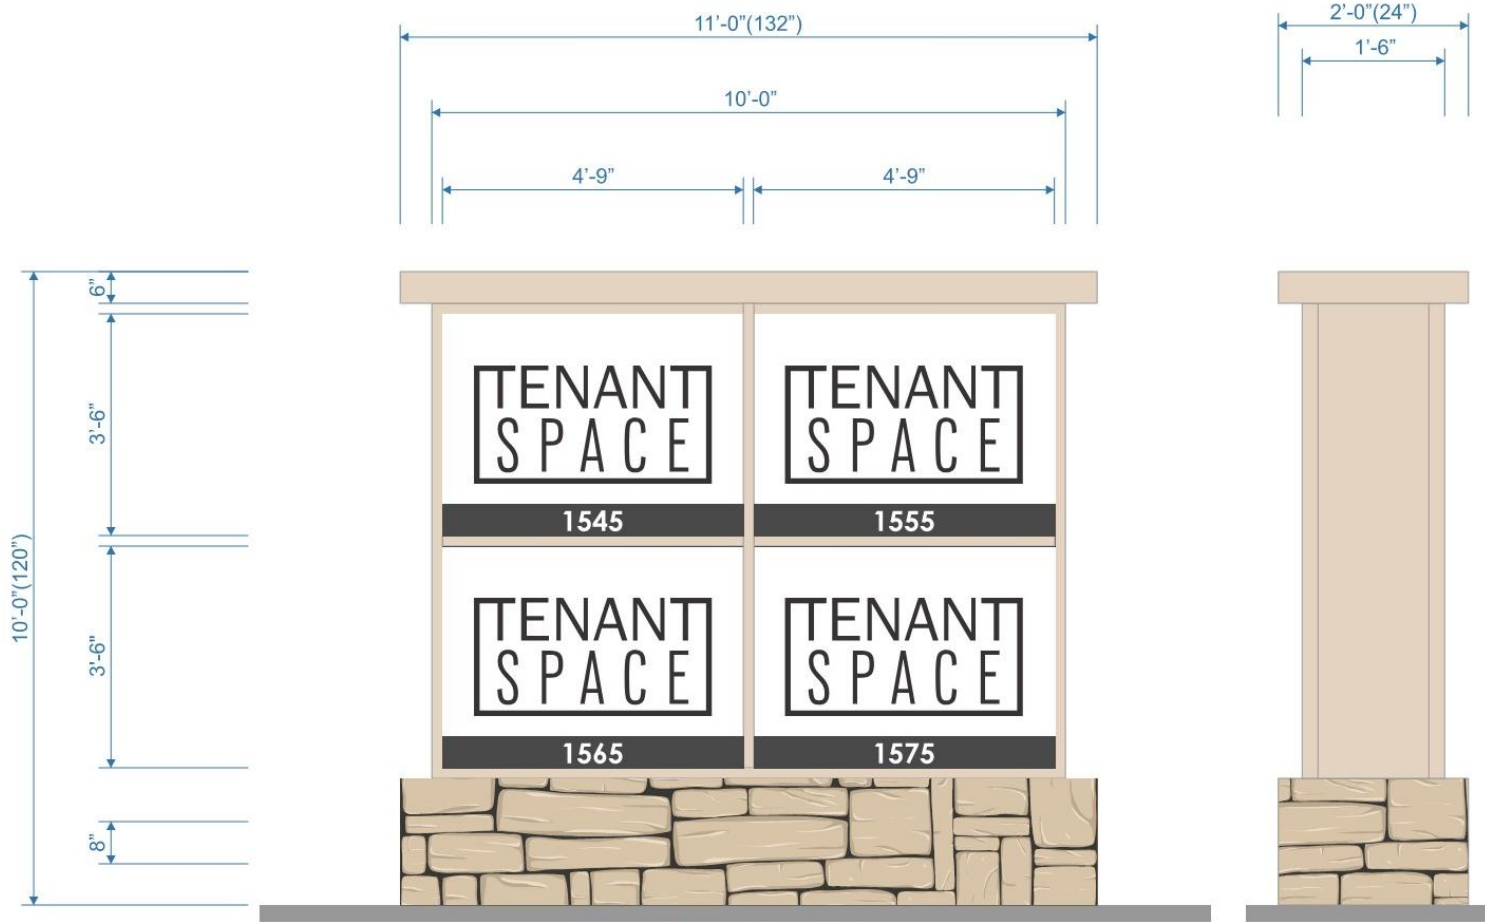 11’-0”(132”)
2’-0”(24”)
1’-6”
10’-0”
4’-9”
4’-9”
6”
3’-6”
10’-0”(120”)
3’-6”
8”
TENANT
SPACE
1545
TENANT
SPACE
1555
TENANT
SPACE
1565
TENANT
SPACE
1575